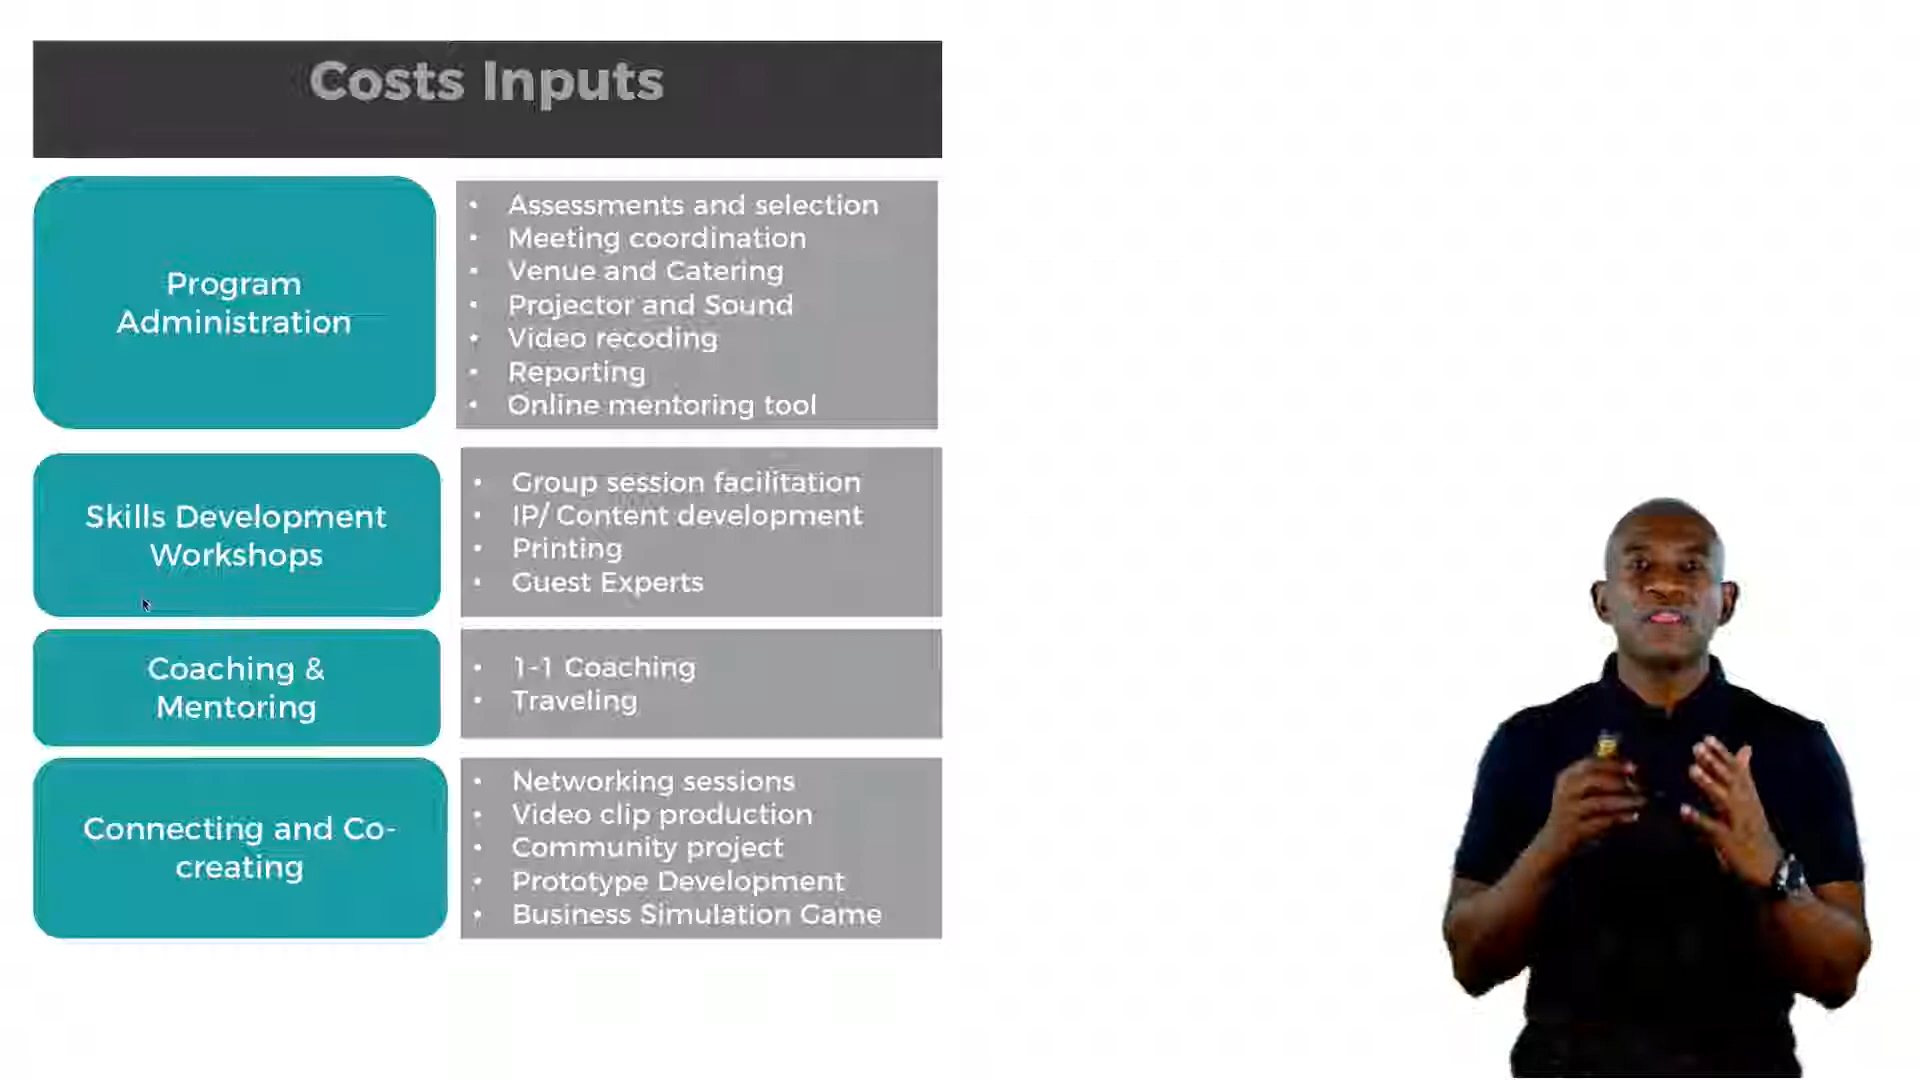 Costs Inputs
Program
Administration
• Assessments and selection
• Meeting coordination
• Venue and Catering
• Projector and Sound
• Video recoding
• Reporting
• Online mentoring tool
Skills Development
Workshops
• Group session facilitation
• IP/ Content development
• Printing
• Guest Experts
Coaching &
Mentoring
• 1-1 Coaching
• Traveling
Connecting and Co-
creating
• Networking sessions
• Video clip production
• Community project
• Prototype Development
• Business Simulation Game